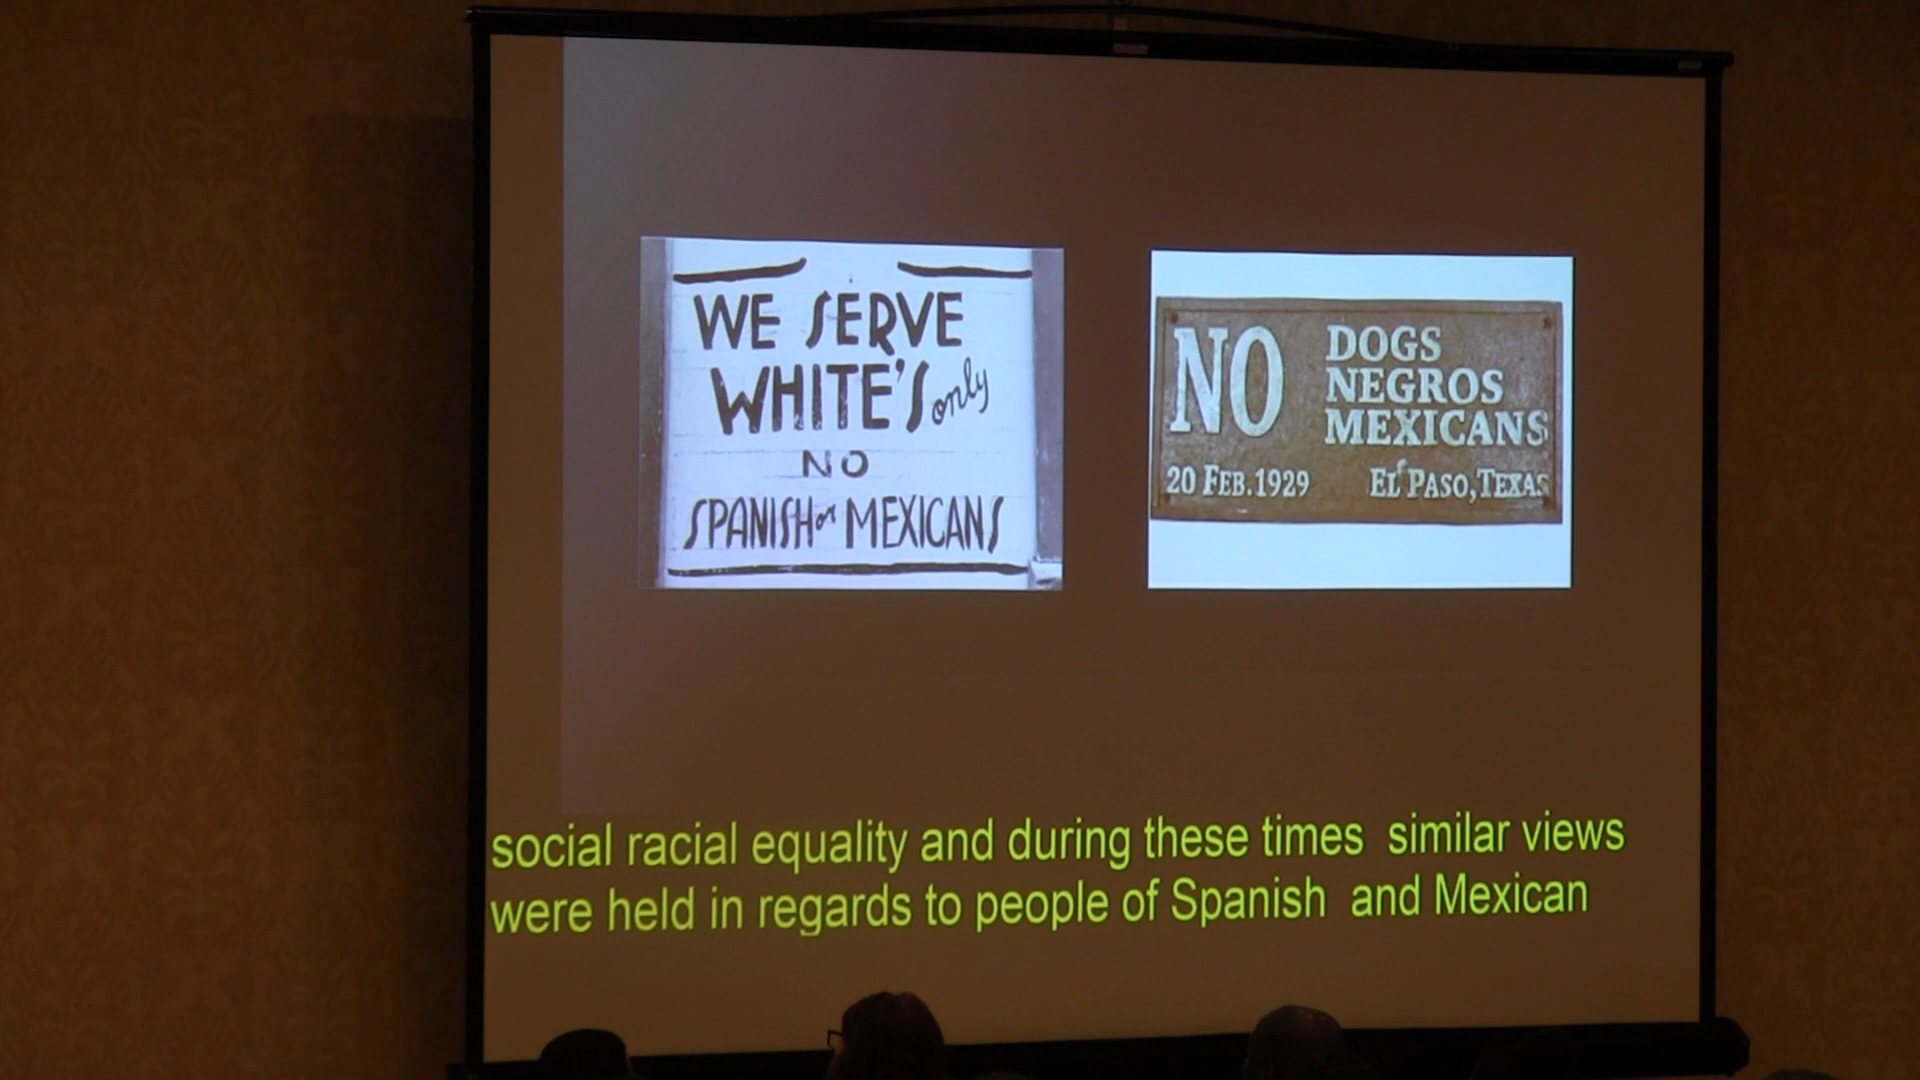 WE SERVE
WHITE'S only
NO
SPANISH or MEXICANS
NO
DOGS
NEGROS
MEXICANS
20 FEB.1929
EL PASO, TEXAS
social racial equality and during these times similar views
were held in regards to people of Spanish and Mexican